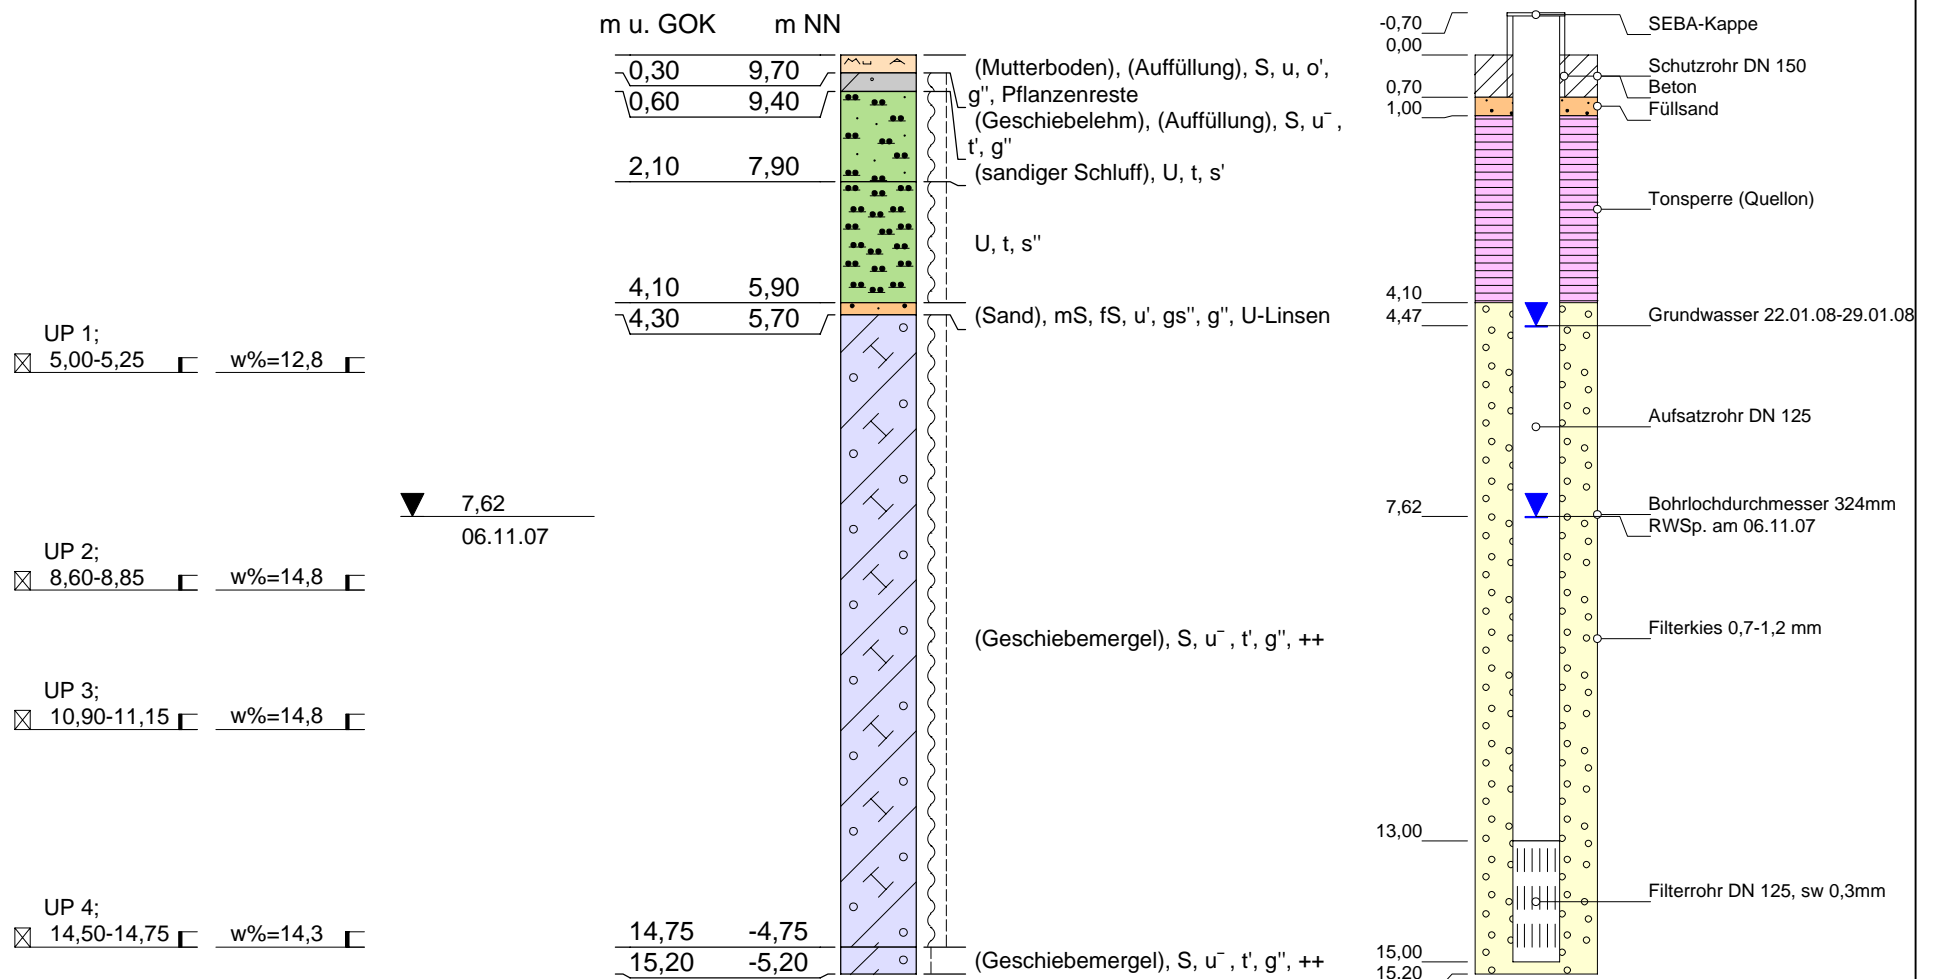 m u. GOK m NN
0,30 9,70
0,60 9,40
2,10 7,90
4,10 5,90
4,30 5,70
14,75 -4,75
15,20 -5,20
UP 1;
5,00-5,25 w%=12,8
7,62
06.11.07
UP 2;
8,60-8,85 w%=14,8
UP 3;
10,90-11,15 w%=14,8
UP 4;
14,50-14,75 w%=14,3
(Mutterboden), (Auffüllung), S, u, o',
g'', Pflanzenreste
(Geschiebelehm), (Auffüllung), S, u¯ ,
t', g''
(sandiger Schluff), U, t, s'
U, t, s''
(Sand), mS, fS, u', gs'', g'', U-Linsen
(Geschiebemergel), S, u¯ , t', g'', ++
(Geschiebemergel), S, u¯ , t', g'', ++
-0,70
0,00
0,70
1,00
4,10
4,47
7,62
13,00
15,00
15,20
SEBA-Kappe
Schutzrohr DN 150
Beton
Füllsand
Tonsperre (Quellon)
Grundwasser 22.01.08-29.01.08
Aufsatzrohr DN 125
Bohrlochdurchmesser 324mm
RWSp. am 06.11.07
Filterkies 0,7-1,2 mm
Filterrohr DN 125, sw 0,3mm